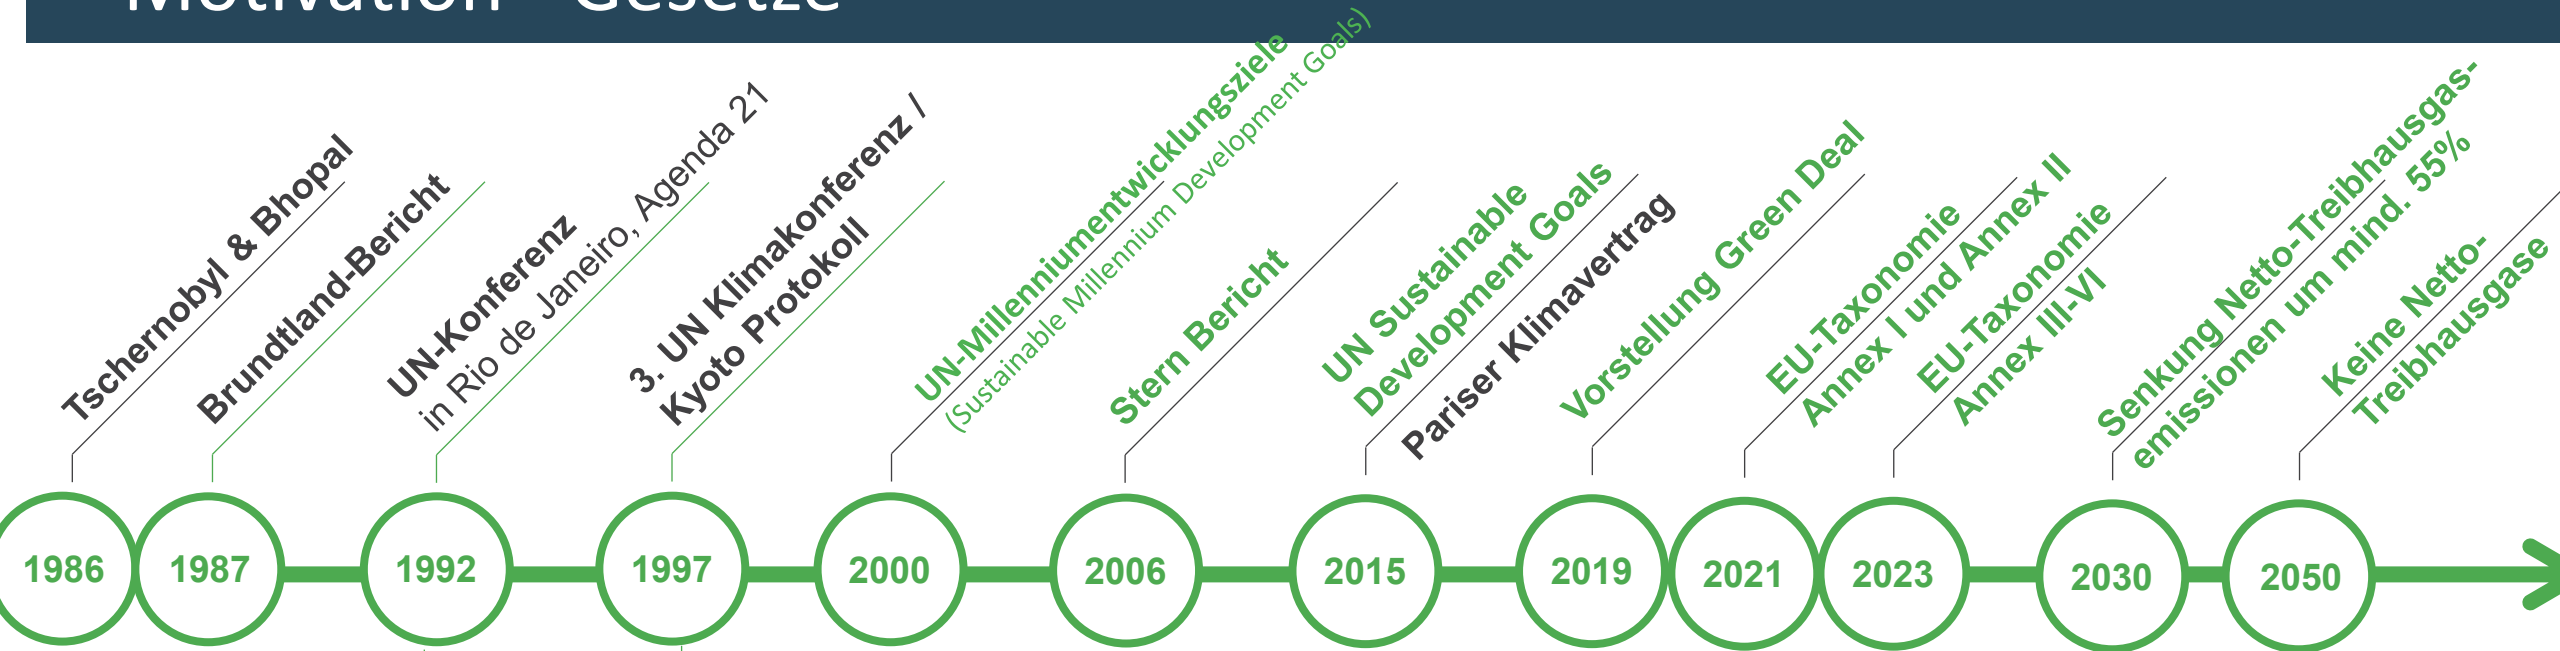 Motivation - Gesetze
Tschernobyl & Bhopal
Brundtland-Bericht
UN-Konferenz
in Rio de Janeiro, Agenda 21
3. UN Klimakonferenz /
Kyoto Protokoll
UN-Millenniumentwicklungsziele
(Sustainable Millennium Development Goals)
Stern Bericht
UN Sustainable
Development Goals
Pariser Klimavertrag
Vorstellung Green Deal
EU-Taxonomie
Annex I und Annex II
EU-Taxonomie
Annex III-VI
Senkung Netto-Treibhausgas-
emissionen um mind. 55%
Keine Netto-
Treibhausgase
1986
1987
1992
1997
2000
2006
2015
2019
2021
2023
2030
2050